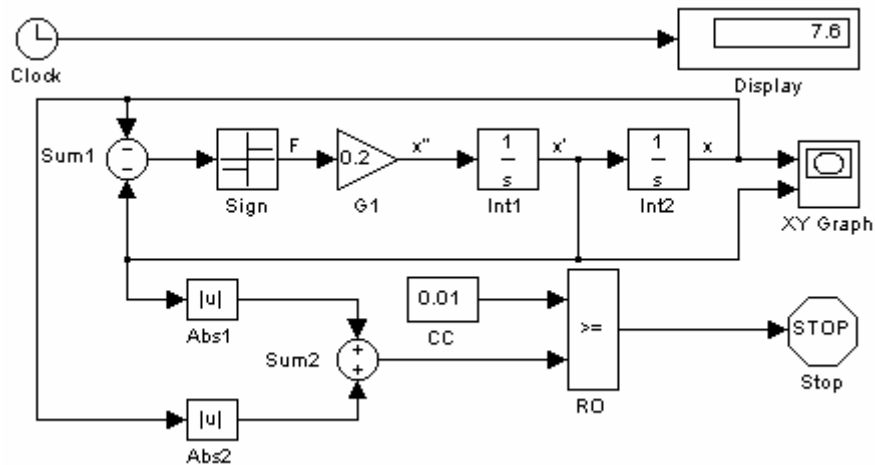 7.6
Clock
Display
Sum1
−
−
F
0.2
x"
1
s
x'
1
s
x
Sign
G1
Int1
Int2
XY Graph
|u|
Abs1
0.01
CC
>=
STOP
Sum2
+
+
Stop
RO
|u|
Abs2